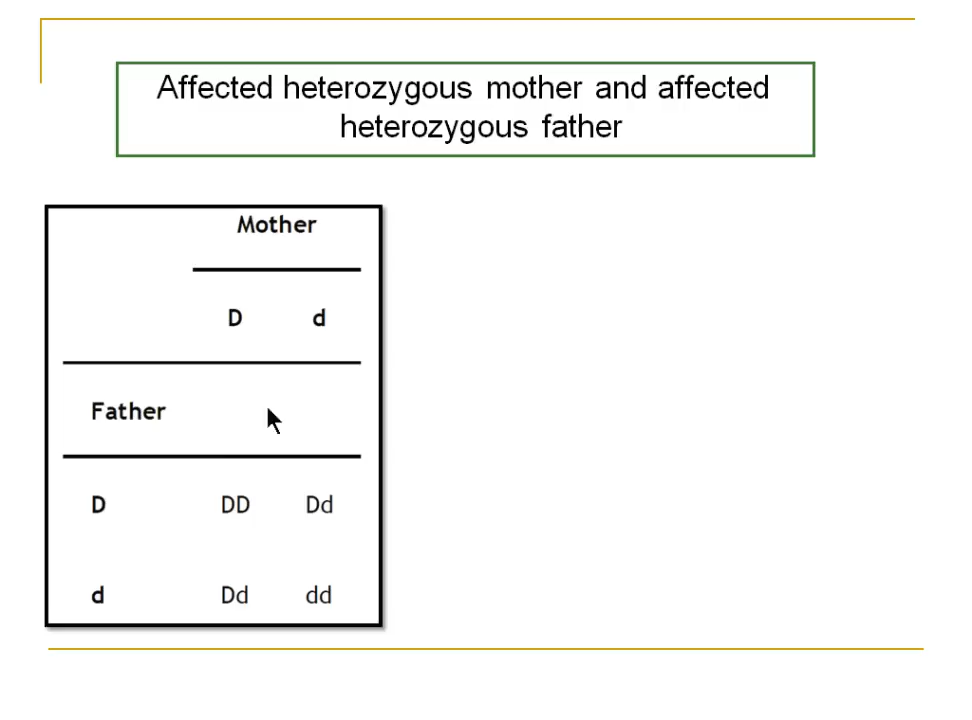 Affected heterozygous mother and affected
heterozygous father
Mother
D d
Father
D DD Dd
d Dd dd